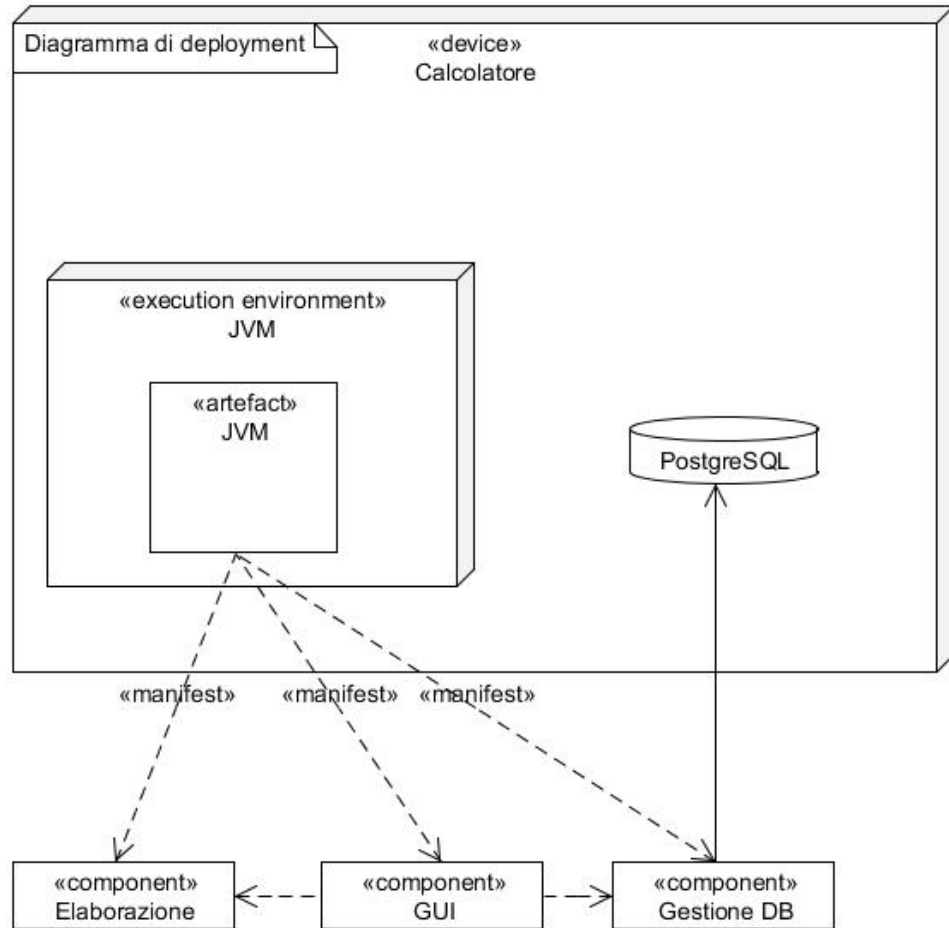 Diagramma di deployment
«device»
Calcolatore
«execution environment»
JVM
«artefact»
JVM
PostgreSQL
«manifest»
«manifest»
«manifest»
«component»
Elaborazione
«component»
GUI
«component»
Gestione DB